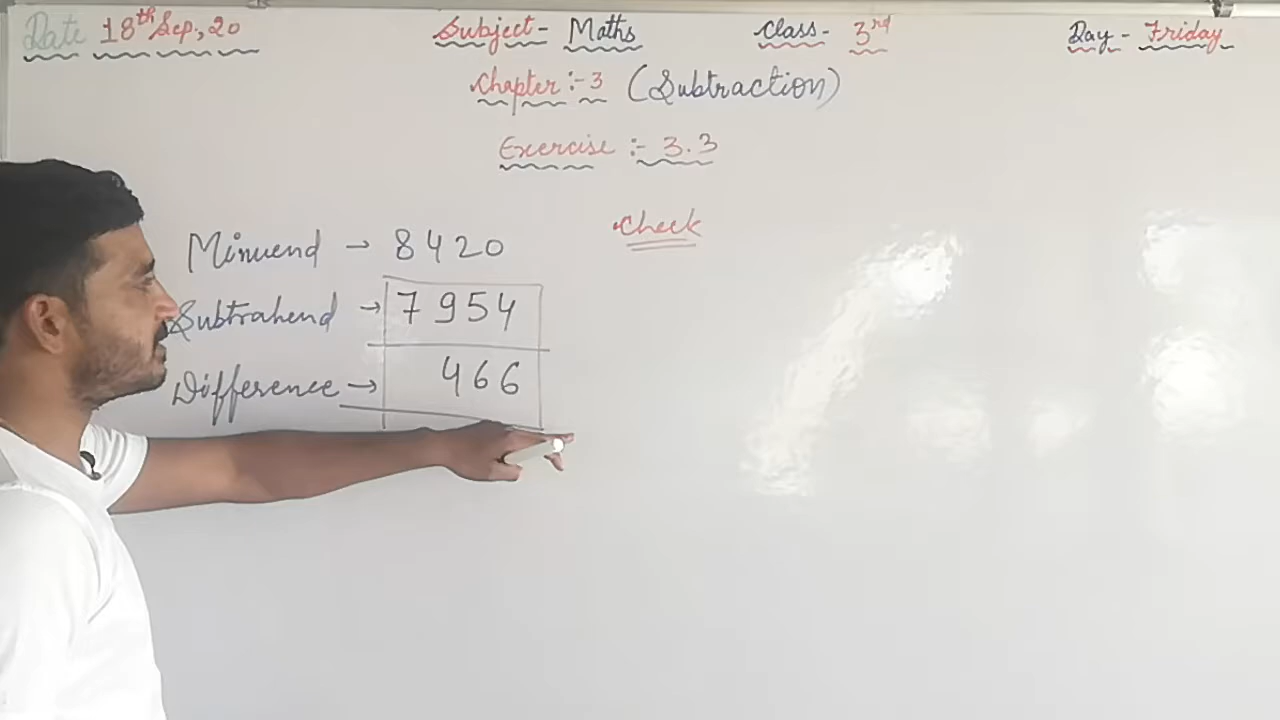 Date 18th Sep, 20 Subject- Maths Class- 3rd Day- Friday
Chapter :- 3 (Subtraction)
Exercise :- 3.3
Check
Minuend → 8420
Subtrahend → 7954
Difference → 466